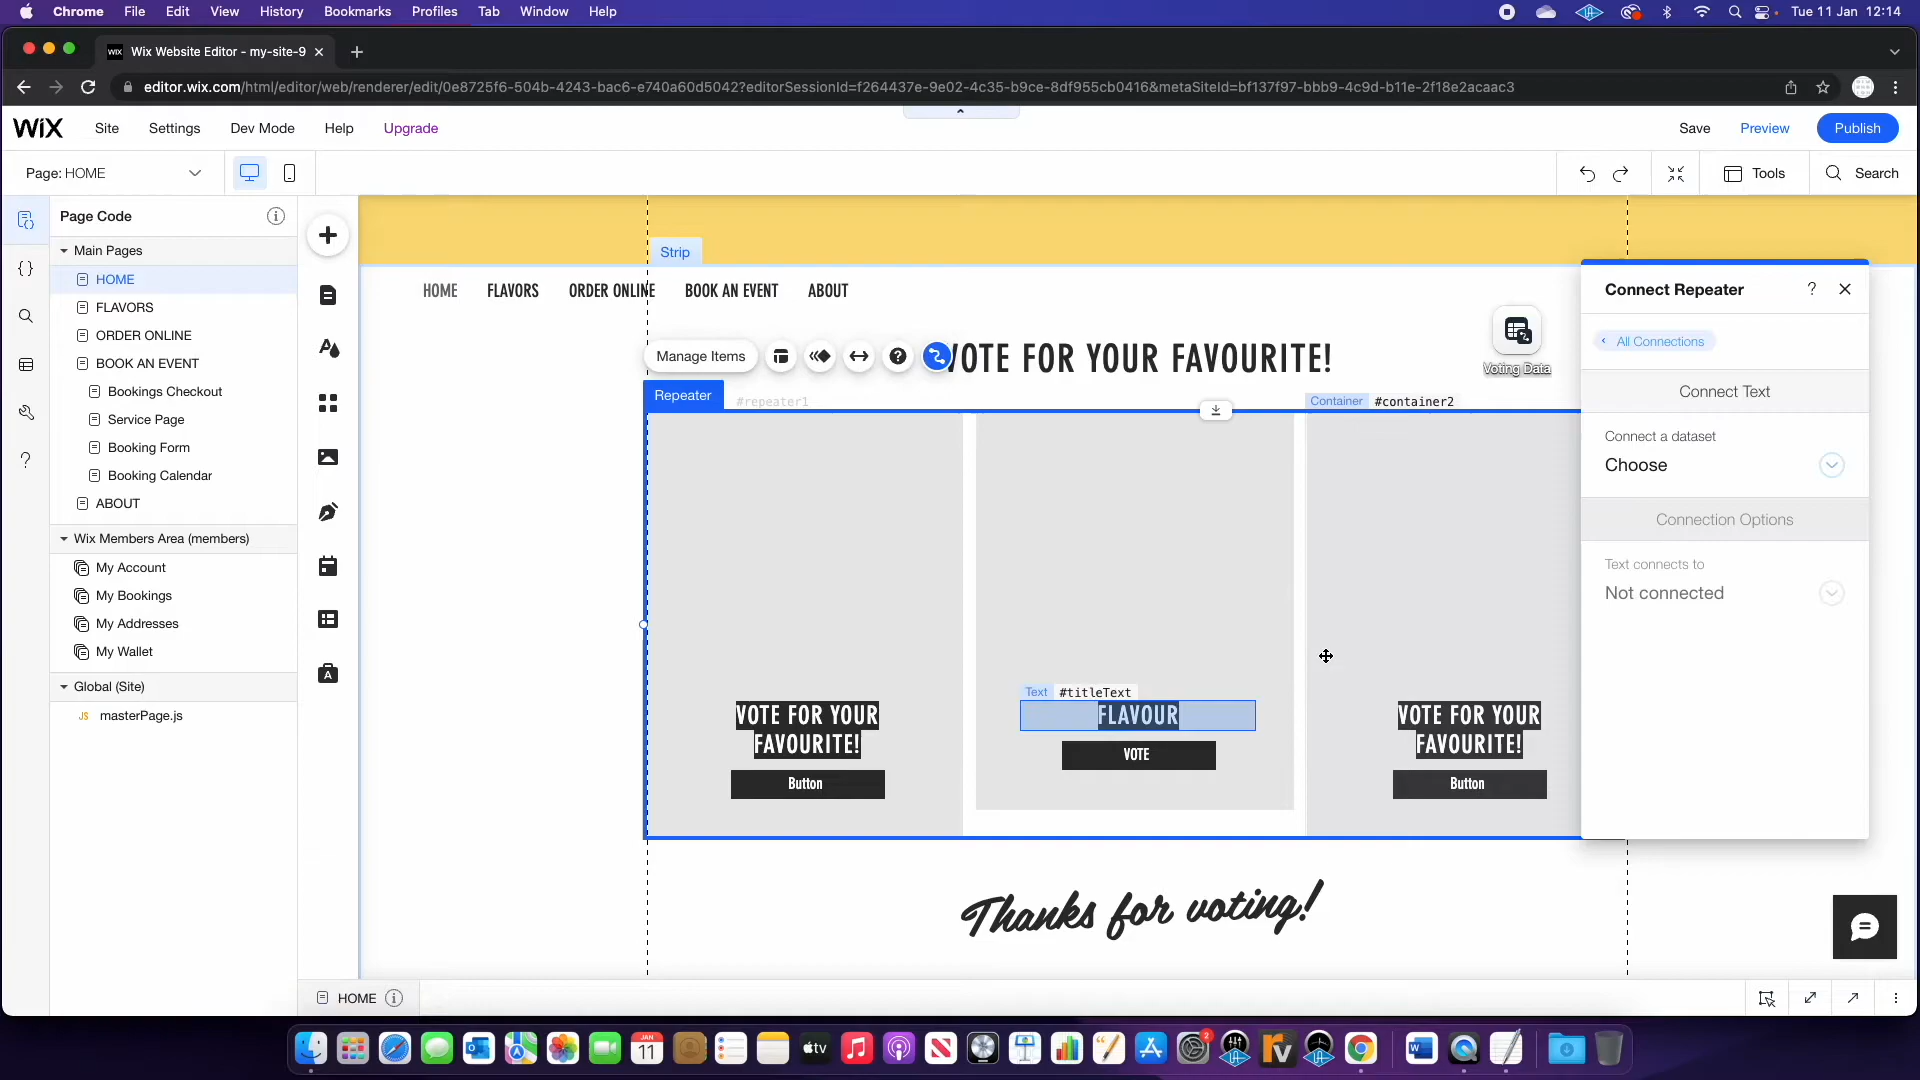 Chrome File Edit View History Bookmarks Profiles Tab Window Help
2
Tue 11 Jan 12:14
WIX Wix Website Editor - my-site-9
editor.wix.com/html/editor/web/renderer/edit/0e8725f6-504b-4243-bac6-e740a60d5042?editorSessionId=f264437e-9e02-4c35-b9ce-8df955cb0416&metaSiteId=bf137f97-bbb9-4c9d-b11e-2f18e2acaac3
WiX Site Settings Dev Mode Help Upgrade Save Preview Publish
Page: HOME Tools Search
Page Code
Main Pages
HOME
FLAVORS
ORDER ONLINE
BOOK AN EVENT
Bookings Checkout
Service Page
Booking Form
Booking Calendar
ABOUT
Wix Members Area (members)
My Account
My Bookings
My Addresses
My Wallet
Global (Site)
JS masterPage.js
Strip
HOME FLAVORS ORDER ONLINE BOOK AN EVENT ABOUT
VOTE FOR YOUR FAVOURITE!
Manage Items
Voting Data
Repeater #repeater1
Container #container2
VOTE FOR YOUR
FAVOURITE!
Button
Text #titleText
FLAVOUR
VOTE
VOTE FOR YOUR
FAVOURITE!
Button
Thanks for voting!
Connect Repeater ?
All Connections
Connect Text
Connect a dataset
Choose
Connection Options
Text connects to
Not connected
HOME
JAN
11
tv